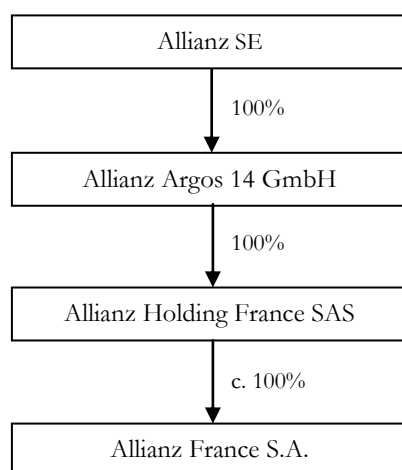 Allianz SE
100%
Allianz Argos 14 GmbH
100%
Allianz Holding France SAS
c. 100%
Allianz France S.A.